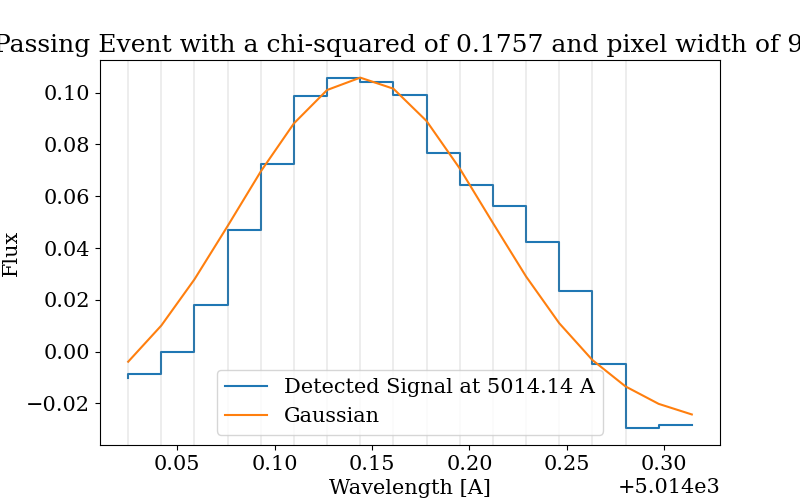 Passing Event with a chi-squared of 0.1757 and pixel width of 9
0.10
0.08
0.06
0.04
0.02
0.00
−0.02
Flux
Detected Signal at 5014.14 A
Gaussian
0.05 0.10 0.15 0.20 0.25 0.30
+5.014e3
Wavelength [A]